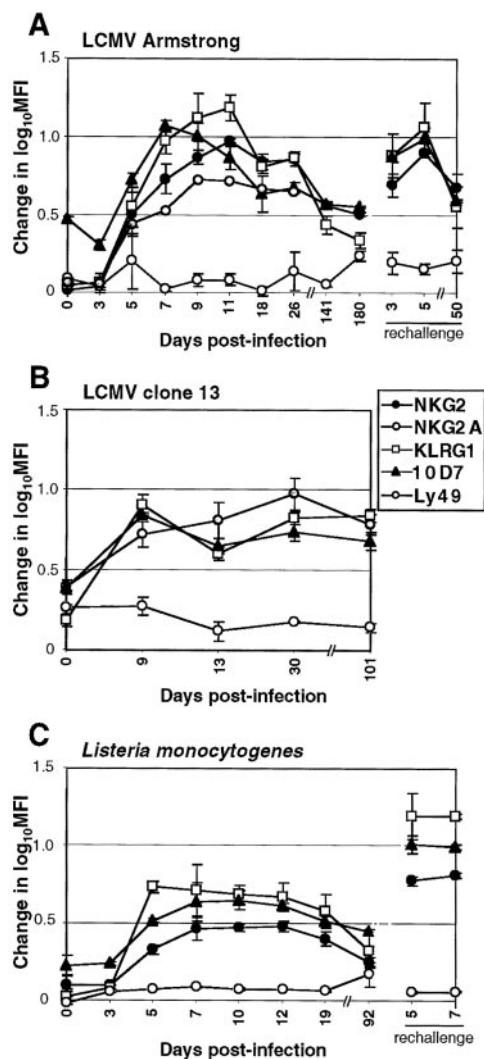 A
LCMV Armstrong
1.5
1.0
0.5
0
Change in log10MFI
0 3 5 7 9 11 18 26 141 180 3 5 50
rechallenge
Days post-infection
B
LCMV clone 13
1.5
1.0
0.5
0
Change in log10MFI
0 9 13 30 101
Days post-infection
NKG2
NKG2A
KLRG1
10D7
Ly49
C
Listeria monocytogenes
1.5
1.0
0.5
0
Change in log10MFI
0 3 5 7 10 12 19 92 5 7
rechallenge
Days post-infection